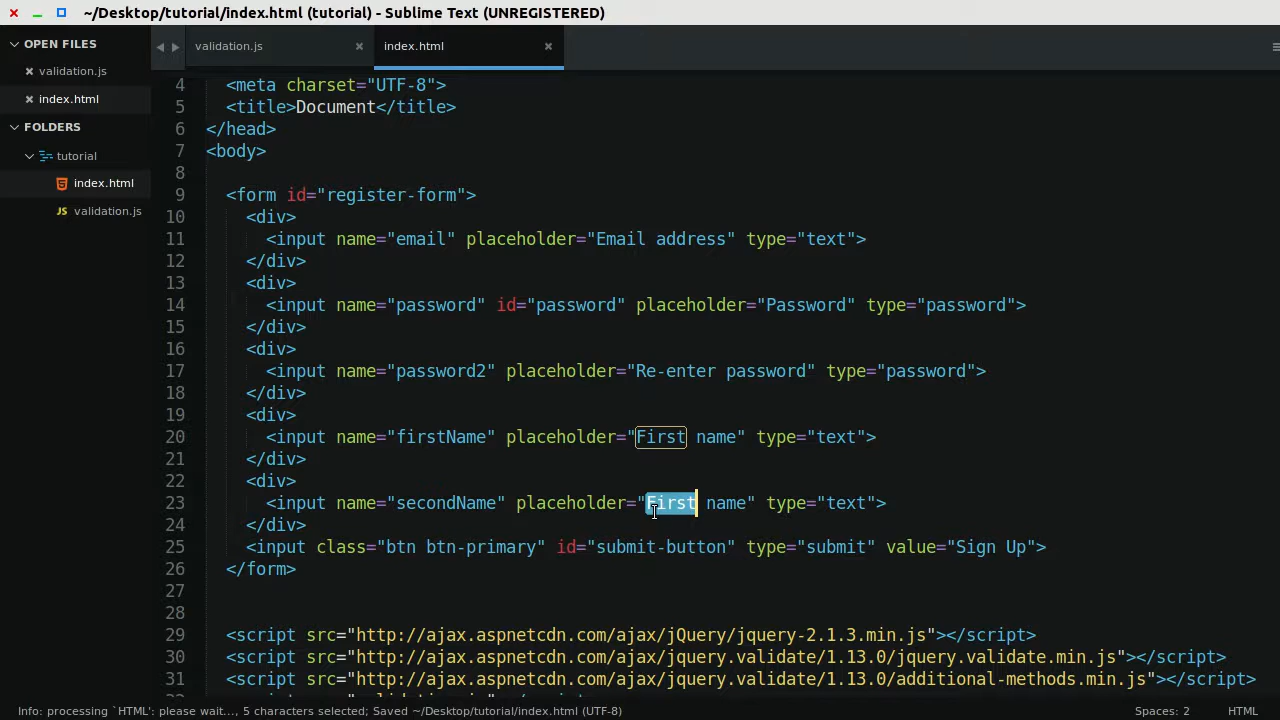 ~/Desktop/tutorial/index.html (tutorial) - Sublime Text (UNREGISTERED)
OPEN FILES
validation.js
index.html
FOLDERS
tutorial
index.html
JS validation.js
validation.js
index.html
4 <meta charset="UTF-8">
5 <title>Document</title>
6 </head>
7 <body>
8
9 <form id="register-form">
10 <div>
11 <input name="email" placeholder="Email address" type="text">
12 </div>
13 <div>
14 <input name="password" id="password" placeholder="Password" type="password">
15 </div>
16 <div>
17 <input name="password2" placeholder="Re-enter password" type="password">
18 </div>
19 <div>
20 <input name="firstName" placeholder="First name" type="text">
21 </div>
22 <div>
23 <input name="secondName" placeholder="First name" type="text">
24 </div>
25 <input class="btn btn-primary" id="submit-button" type="submit" value="Sign Up">
26 </form>
27
28
29 <script src="http://ajax.aspnetcdn.com/ajax/jQuery/jquery-2.1.3.min.js"></script>
30 <script src="http://ajax.aspnetcdn.com/ajax/jquery.validate/1.13.0/jquery.validate.min.js"></script>
31 <script src="http://ajax.aspnetcdn.com/ajax/jquery.validate/1.13.0/additional-methods.min.js"></script>
Info: processing `HTML': please wait..., 5 characters selected; Saved ~/Desktop/tutorial/index.html (UTF-8)
Spaces: 2
HTML